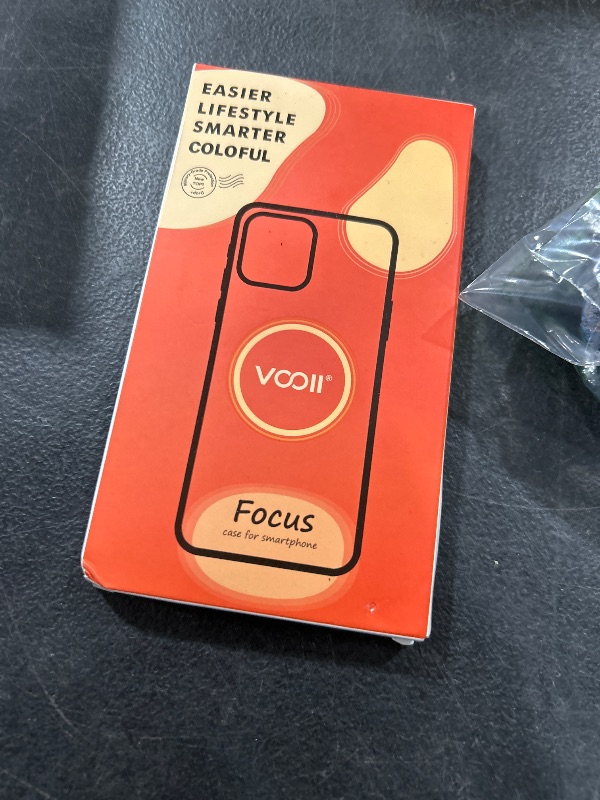 EASIER
LIFESTYLE
SMARTER
COLOFUL
VOOII®
Focus
case for smartphone